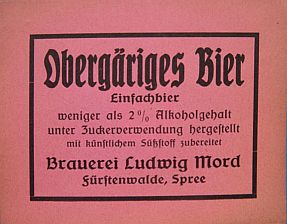 Obergäriges Bier
Einfachbier
weniger als 2% Alkoholgehalt
unter Zuckerverwendung hergestellt
mit künstlichem Süßstoff zubereitet
Brauerei Ludwig Mord
Fürstenwalde, Spree